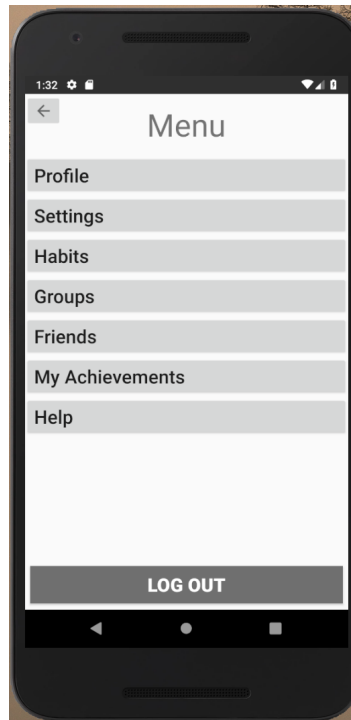 1:32
Menu
Profile
Settings
Habits
Groups
Friends
My Achievements
Help
LOG OUT